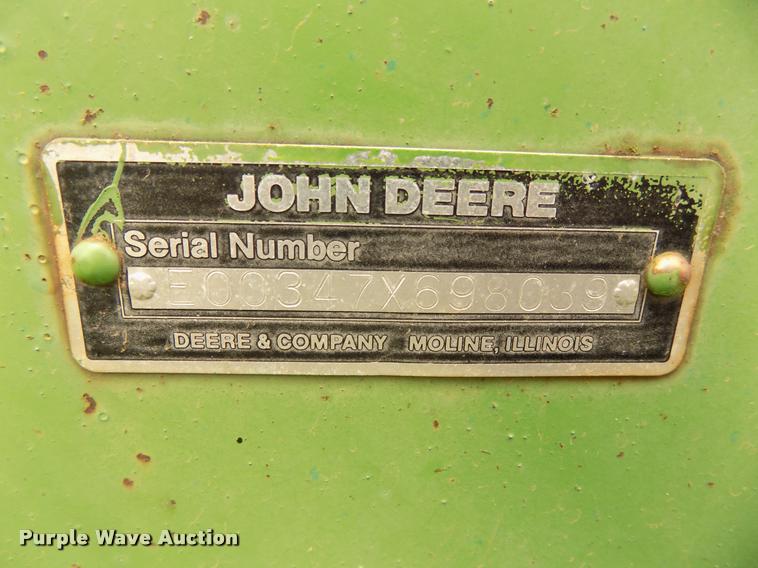 JOHN DEERE
Serial Number
E00347X698039
DEERE & COMPANY MOLINE, ILLINOIS
Purple Wave Auction